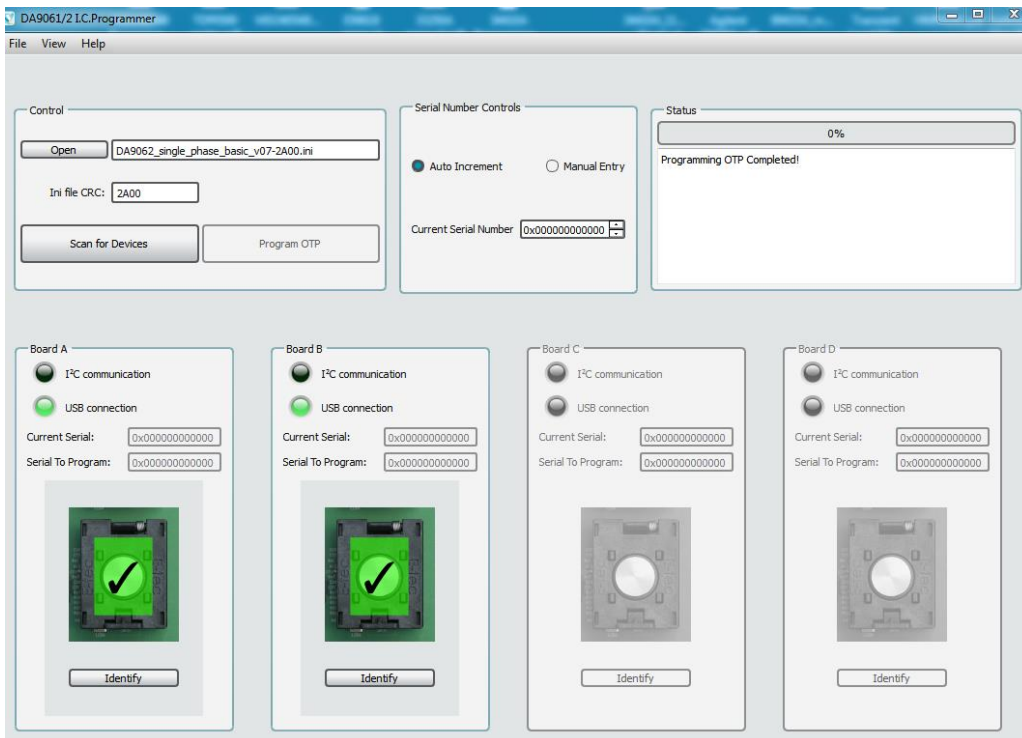 DA9061/2 I.C.Programmer
File View Help
Control
Open DA9062_single_phase_basic_v07-2A00.ini
Ini file CRC: 2A00
Scan for Devices Program OTP
Serial Number Controls
Auto Increment Manual Entry
Current Serial Number 0x000000000000
Status
0%
Programming OTP Completed!
Board A
I²C communication
USB connection
Current Serial: 0x000000000000
Serial To Program: 0x000000000000
Identify
Board B
I²C communication
USB connection
Current Serial: 0x000000000000
Serial To Program: 0x000000000000
Identify
Board C
I²C communication
USB connection
Current Serial: 0x000000000000
Serial To Program: 0x000000000000
Identify
Board D
I²C communication
USB connection
Current Serial: 0x000000000000
Serial To Program: 0x000000000000
Identify